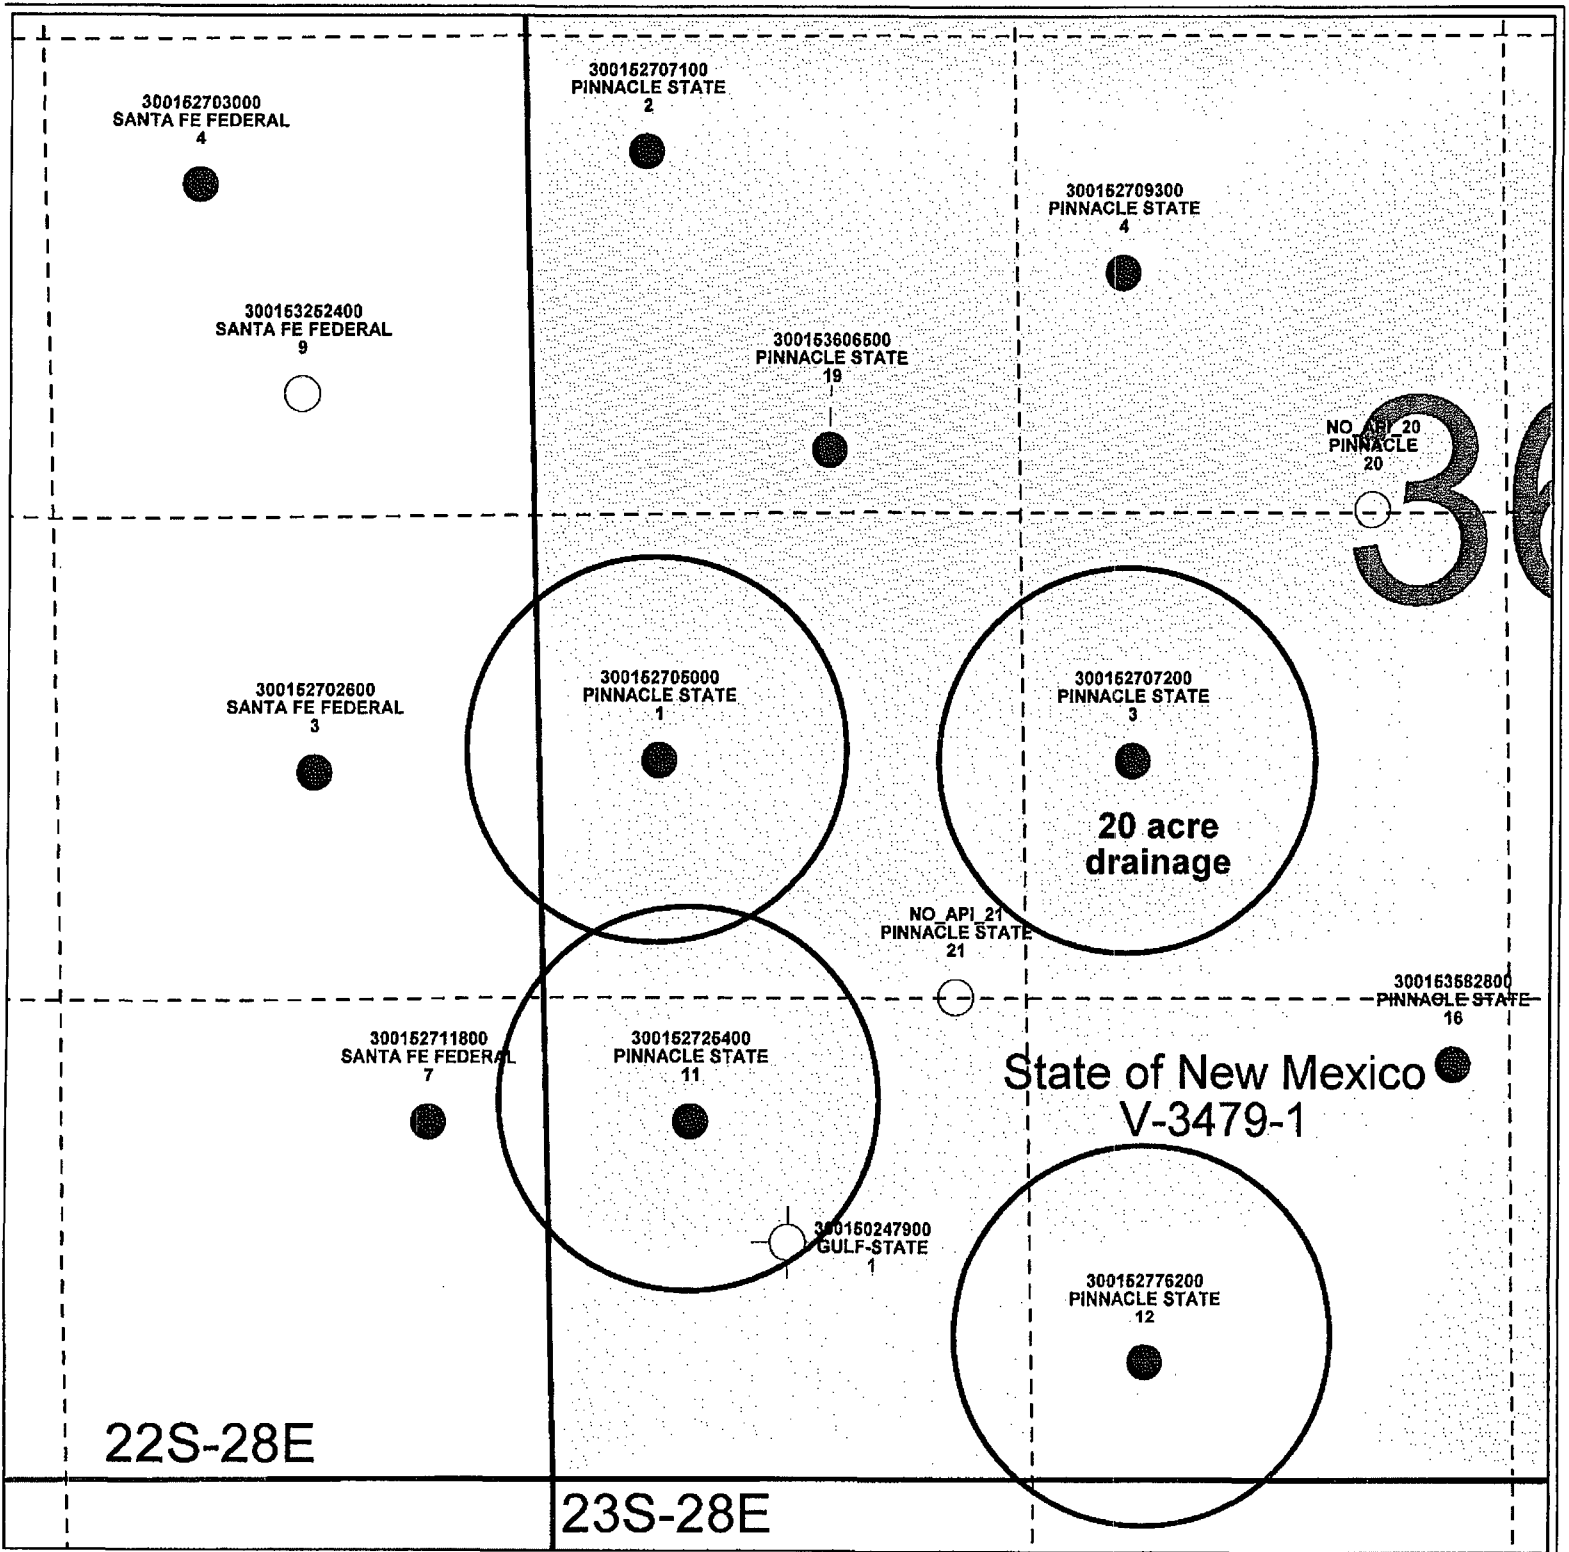 300152707100
PINNACLE STATE
2
300152703000
SANTA FE FEDERAL
4
300152709300
PINNACLE STATE
4
300153252400
SANTA FE FEDERAL
9
300153606500
PINNACLE STATE
19
NO_API_20
PINNACLE
20
36
300152702600
SANTA FE FEDERAL
3
300152705000
PINNACLE STATE
1
300152707200
PINNACLE STATE
3
20 acre
drainage
NO_API_21
PINNACLE STATE
21
300153582800
PINNACLE STATE
16
300152711800
SANTA FE FEDERAL
7
300152725400
PINNACLE STATE
11
State of New Mexico
V-3479-1
300150247900
GULF-STATE
1
300152776200
PINNACLE STATE
12
22S-28E
23S-28E